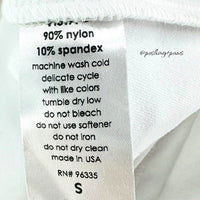 90% nylon
10% spandex
machine wash cold
delicate cycle
with like colors
tumble dry low
do not bleach
do not use softener
do not iron
do not dry clean
made in USA
RN# 96335
S